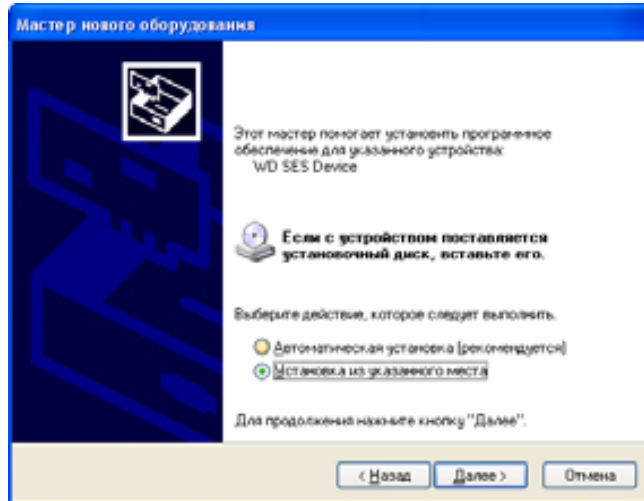 Мастер нового оборудования
Этот мастер помогает установить программное
обеспечение для указанного устройства:
WD SES Device
Если с устройством поставляется
установочный диск, вставьте его.
Выберите действие, которое следует выполнить.
Автоматическая установка (рекомендуется)
Установка из указанного места
Для продолжения нажмите кнопку "Далее".
< Назад Далее > Отмена